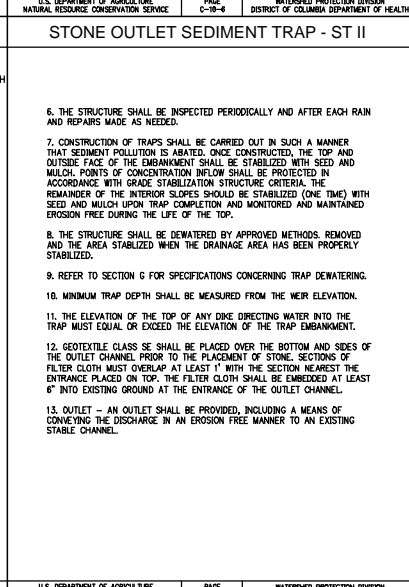 U.S. DEPARTMENT OF AGRICULTURE
NATURAL RESOURCE CONSERVATION SERVICE
PAGE
C-10-6
WATERSHED PROTECTION DIVISION
DISTRICT OF COLUMBIA DEPARTMENT OF HEALTH
STONE OUTLET SEDIMENT TRAP - ST II
H
6. THE STRUCTURE SHALL BE INSPECTED PERIODICALLY AND AFTER EACH RAIN
AND REPAIRS MADE AS NEEDED.
7. CONSTRUCTION OF TRAPS SHALL BE CARRIED OUT IN SUCH A MANNER
THAT SEDIMENT POLLUTION IS ABATED. ONCE CONSTRUCTED, THE TOP AND
OUTSIDE FACE OF THE EMBANKMENT SHALL BE STABILIZED WITH SEED AND
MULCH. POINTS OF CONCENTRATION INFLOW SHALL BE PROTECTED IN
ACCORDANCE WITH GRADE STABILIZATION STRUCTURE CRITERIA. THE
REMAINDER OF THE INTERIOR SLOPES SHOULD BE STABILIZED (ONE TIME) WITH
SEED AND MULCH UPON TRAP COMPLETION AND MONITORED AND MAINTAINED
EROSION FREE DURING THE LIFE OF THE TOP.
8. THE STRUCTURE SHALL BE DEWATERED BY APPROVED METHODS. REMOVED
AND THE AREA STABLIZED WHEN THE DRAINAGE AREA HAS BEEN PROPERLY
STABILIZED.
9. REFER TO SECTION G FOR SPECIFICATIONS CONCERNING TRAP DEWATERING.
10. MINIMUM TRAP DEPTH SHALL BE MEASURED FROM THE WEIR ELEVATION.
11. THE ELEVATION OF THE TOP OF ANY DIKE DIRECTING WATER INTO THE
TRAP MUST EQUAL OR EXCEED THE ELEVATION OF THE TRAP EMBANKMENT.
12. GEOTEXTILE CLASS SE SHALL BE PLACED OVER THE BOTTOM AND SIDES OF
THE OUTLET CHANNEL PRIOR TO THE PLACEMENT OF STONE. SECTIONS OF
FILTER CLOTH MUST OVERLAP AT LEAST 1' WITH THE SECTION NEAREST THE
ENTRANCE PLACED ON TOP. THE FILTER CLOTH SHALL BE EMBEDDED AT LEAST
6" INTO EXISTING GROUND AT THE ENTRANCE OF THE OUTLET CHANNEL.
13. OUTLET – AN OUTLET SHALL BE PROVIDED, INCLUDING A MEANS OF
CONVEYING THE DISCHARGE IN AN EROSION FREE MANNER TO AN EXISTING
STABLE CHANNEL.
U.S. DEPARTMENT OF AGRICULTURE
PAGE
WATERSHED PROTECTION DIVISION